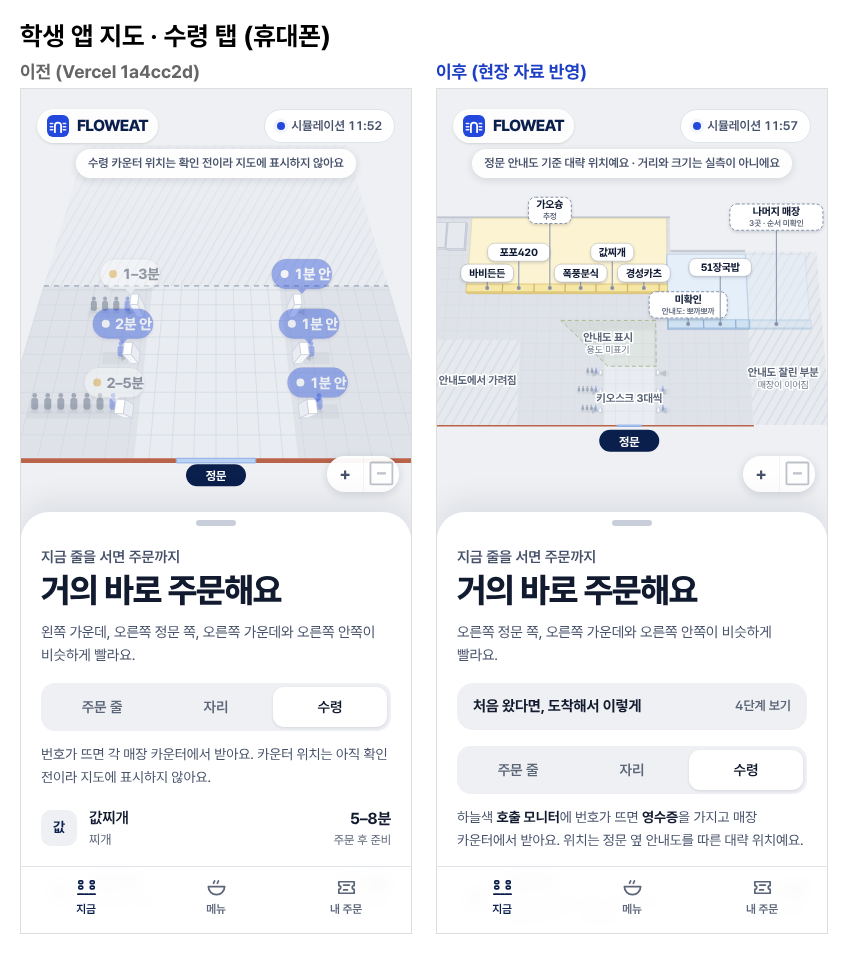 학생 앱 지도 · 수령 탭 (휴대폰)
이전 (Vercel 1a4cc2d)
FLOWEAT
시뮬레이션 11:52
수령 카운터 위치는 확인 전이라 지도에 표시하지 않아요
1–3분
1분 안
2분 안
1분 안
2–5분
1분 안
정문
+
−
지금 줄을 서면 주문까지
거의 바로 주문해요
왼쪽 가운데, 오른쪽 정문 쪽, 오른쪽 가운데와 오른쪽 안쪽이
비슷하게 빨라요.
주문 줄
자리
수령
번호가 뜨면 각 매장 카운터에서 받아요. 카운터 위치는 아직 확인
전이라 지도에 표시하지 않아요.
값
값찌개
찌개
5–8분
주문 후 준비
지금
메뉴
내 주문
이후 (현장 자료 반영)
FLOWEAT
시뮬레이션 11:57
정문 안내도 기준 대략 위치예요 · 거리와 크기는 실측이 아니에요
가오슝
추정
나머지 매장
3곳 · 순서 미확인
포포420
값찌개
바비든든
폭풍분식
경성카츠
51장국밥
미확인
안내도: 뽀까뽀까
안내도 표시
용도 미표기
안내도에서 가려짐
안내도 잘린 부분
매장이 이어짐
키오스크 3대씩
정문
+
−
지금 줄을 서면 주문까지
거의 바로 주문해요
오른쪽 정문 쪽, 오른쪽 가운데와 오른쪽 안쪽이 비슷하게
빨라요.
처음 왔다면, 도착해서 이렇게
4단계 보기
주문 줄
자리
수령
하늘색 호출 모니터에 번호가 뜨면 영수증을 가지고 매장
카운터에서 받아요. 위치는 정문 옆 안내도를 따른 대략 위치예요.
지금
메뉴
내 주문